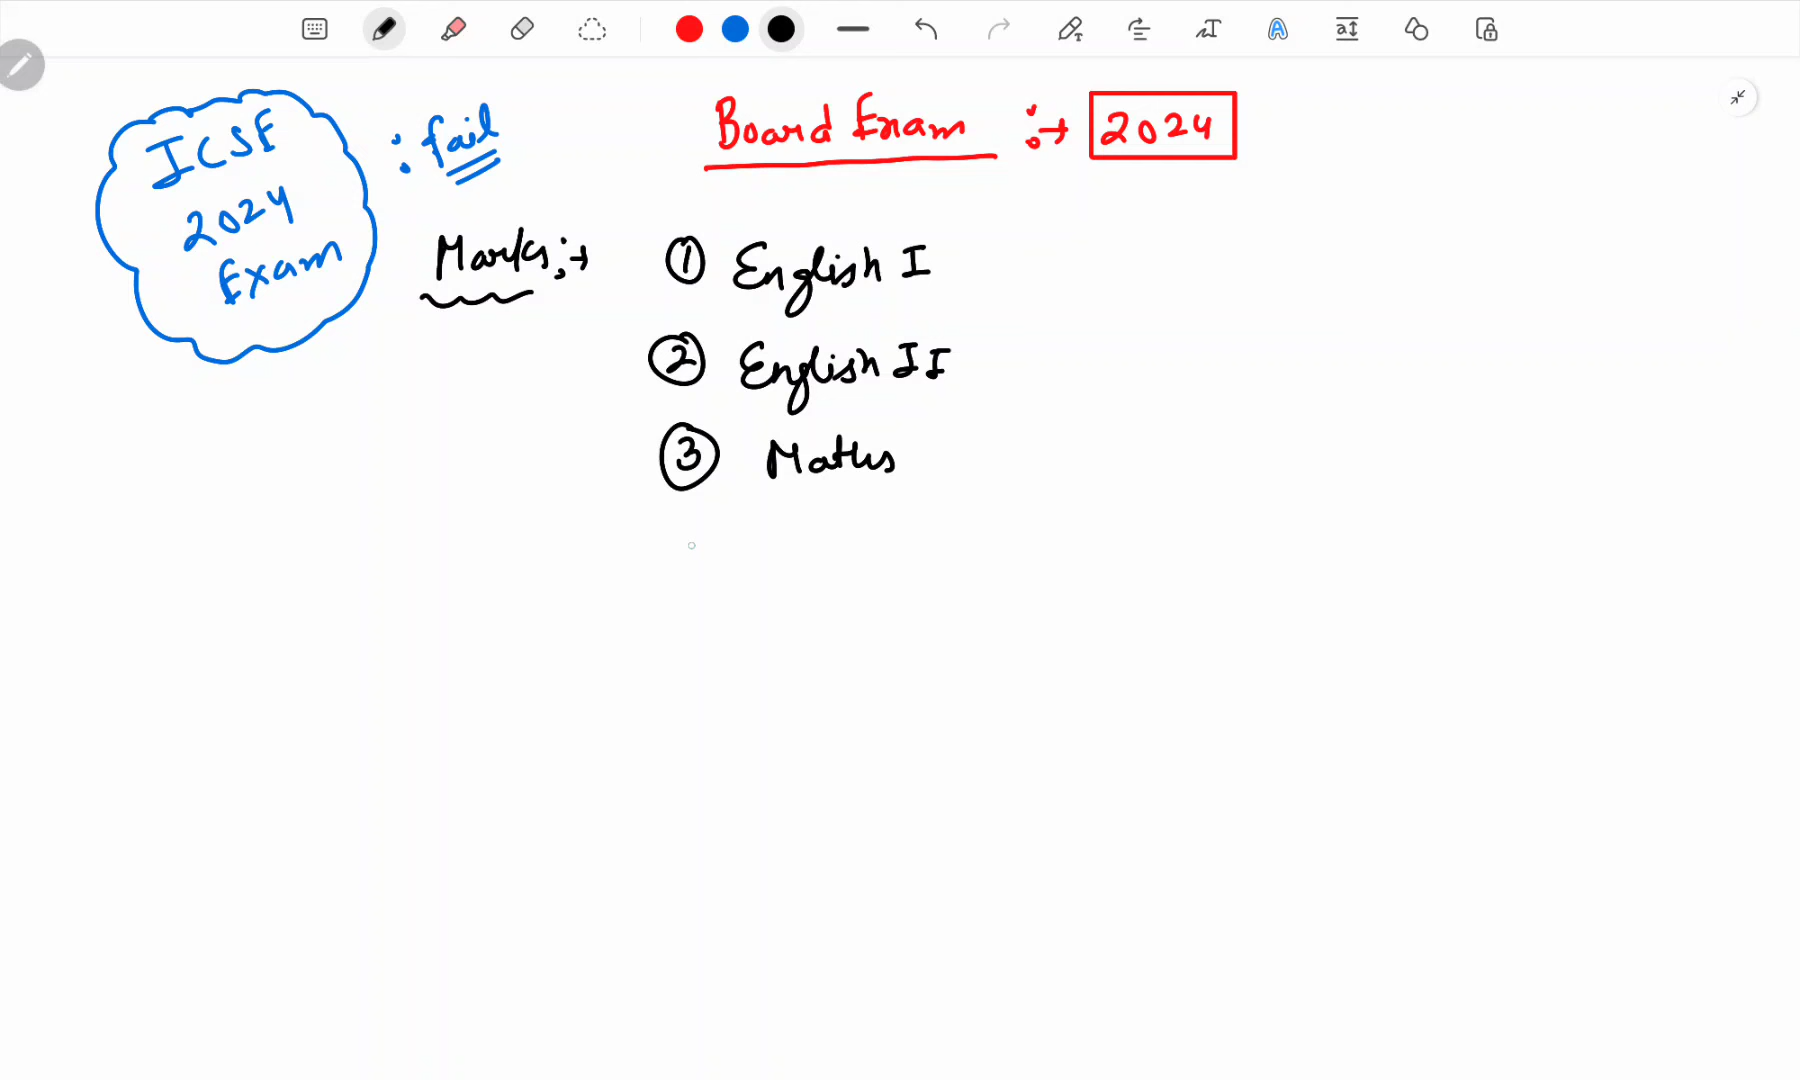 ICSE
2024
Exam
: fail
Board Exam :→ 2024
Marks :→
① English I
② English II
③ Maths